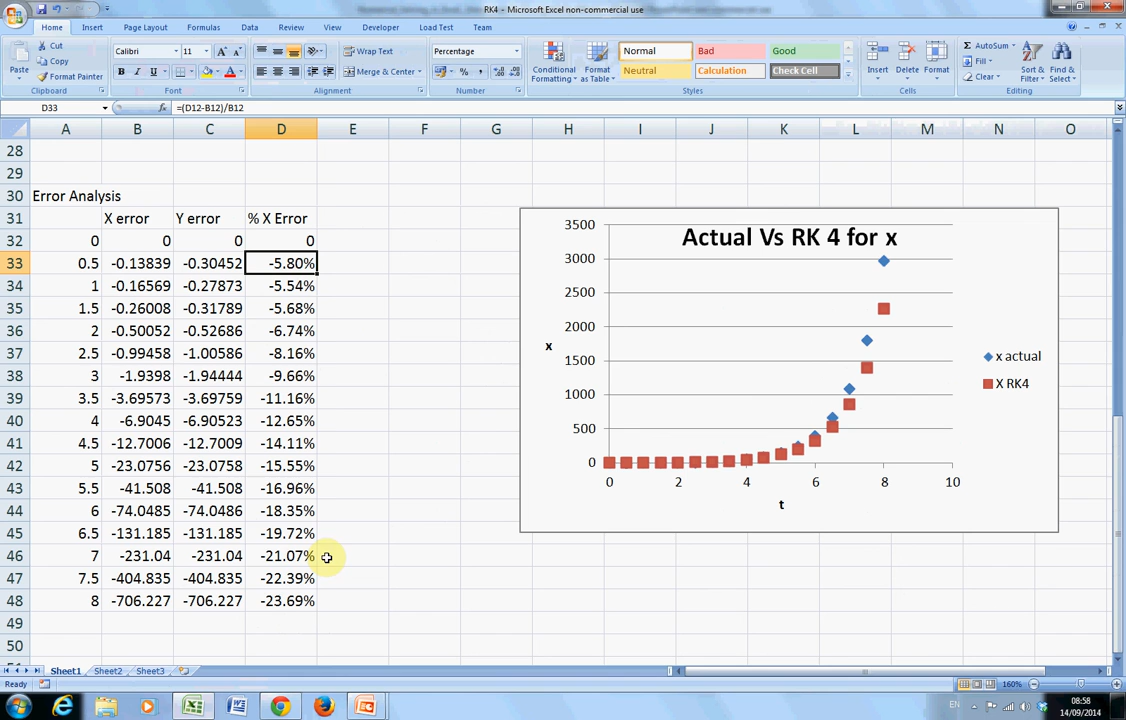 RK4 - Microsoft Excel non-commercial use
Home Insert Page Layout Formulas Data Review View Developer Load Test Team
Paste Cut Copy Format Painter Clipboard
Calibri 11 A A B I U A Font
Wrap Text Merge & Center Alignment
Percentage % , Number
Conditional Formatting Format as Table
Normal Bad Good
Neutral Calculation Check Cell
Styles
Insert Delete Format Cells
Σ AutoSum Fill Clear Sort & Filter Find & Select Editing
D33 fx =(D12-B12)/B12
A B C D E F G H I J K L M N O
28
29
30 Error Analysis
31 X error Y error % X Error
32 0 0 0 0
33 0.5 -0.13839 -0.30452 -5.80%
34 1 -0.16569 -0.27873 -5.54%
35 1.5 -0.26008 -0.31789 -5.68%
36 2 -0.50052 -0.52686 -6.74%
37 2.5 -0.99458 -1.00586 -8.16%
38 3 -1.9398 -1.94444 -9.66%
39 3.5 -3.69573 -3.69759 -11.16%
40 4 -6.9045 -6.90523 -12.65%
41 4.5 -12.7006 -12.7009 -14.11%
42 5 -23.0756 -23.0758 -15.55%
43 5.5 -41.508 -41.508 -16.96%
44 6 -74.0485 -74.0486 -18.35%
45 6.5 -131.185 -131.185 -19.72%
46 7 -231.04 -231.04 -21.07%
47 7.5 -404.835 -404.835 -22.39%
48 8 -706.227 -706.227 -23.69%
49
50
Actual Vs RK 4 for x
3500
3000
2500
2000
1500
1000
500
0
x
0 2 4 6 8 10
t
x actual
X RK4
Sheet1 Sheet2 Sheet3
Ready 160%
EN 08:58
14/09/2014